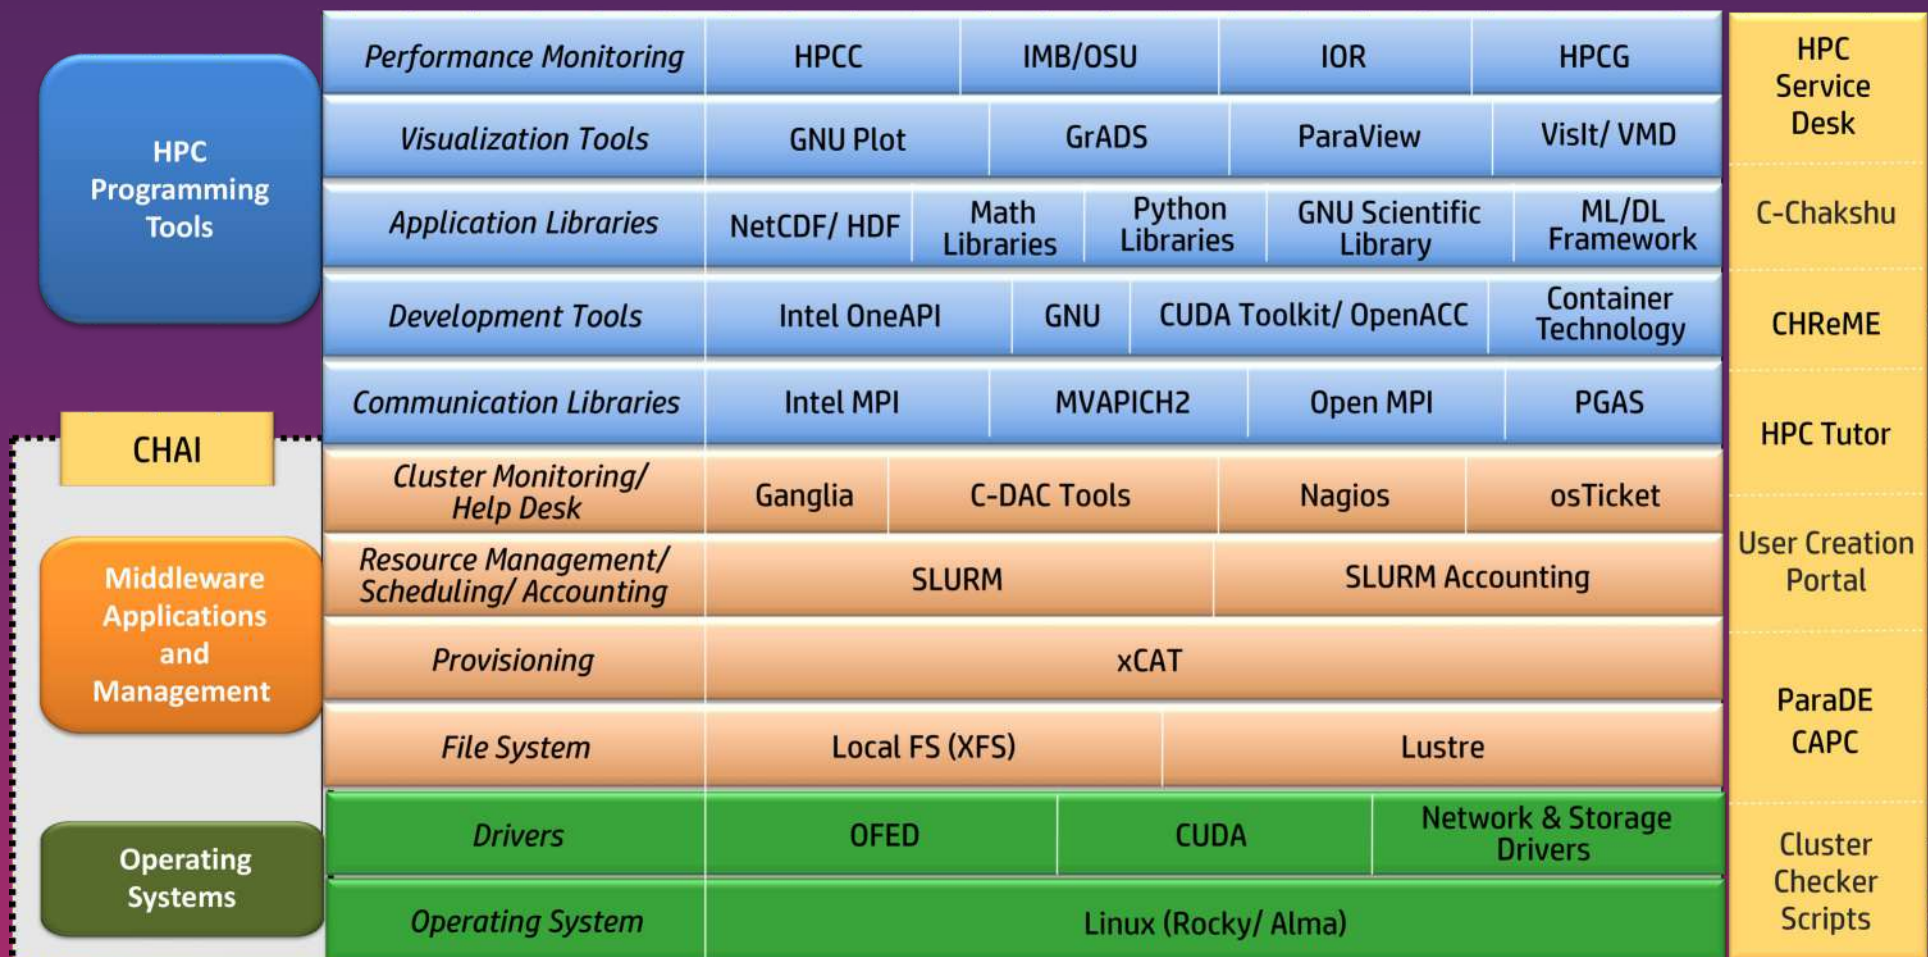 HPC
Programming
Tools
Performance Monitoring
HPCC
IMB/OSU
IOR
HPCG
Visualization Tools
GNU Plot
GrADS
ParaView
VisIt/ VMD
Application Libraries
NetCDF/ HDF
Math
Libraries
Python
Libraries
GNU Scientific
Library
ML/DL
Framework
Development Tools
Intel OneAPI
GNU
CUDA Toolkit/ OpenACC
Container
Technology
Communication Libraries
Intel MPI
MVAPICH2
Open MPI
PGAS
CHAI
Middleware
Applications
and
Management
Cluster Monitoring/
Help Desk
Ganglia
C-DAC Tools
Nagios
osTicket
Resource Management/
Scheduling/ Accounting
SLURM
SLURM Accounting
Provisioning
xCAT
File System
Local FS (XFS)
Lustre
Operating
Systems
Drivers
OFED
CUDA
Network & Storage
Drivers
Operating System
Linux (Rocky/ Alma)
HPC
Service
Desk
C-Chakshu
CHReME
HPC Tutor
User Creation
Portal
ParaDE
CAPC
Cluster
Checker
Scripts